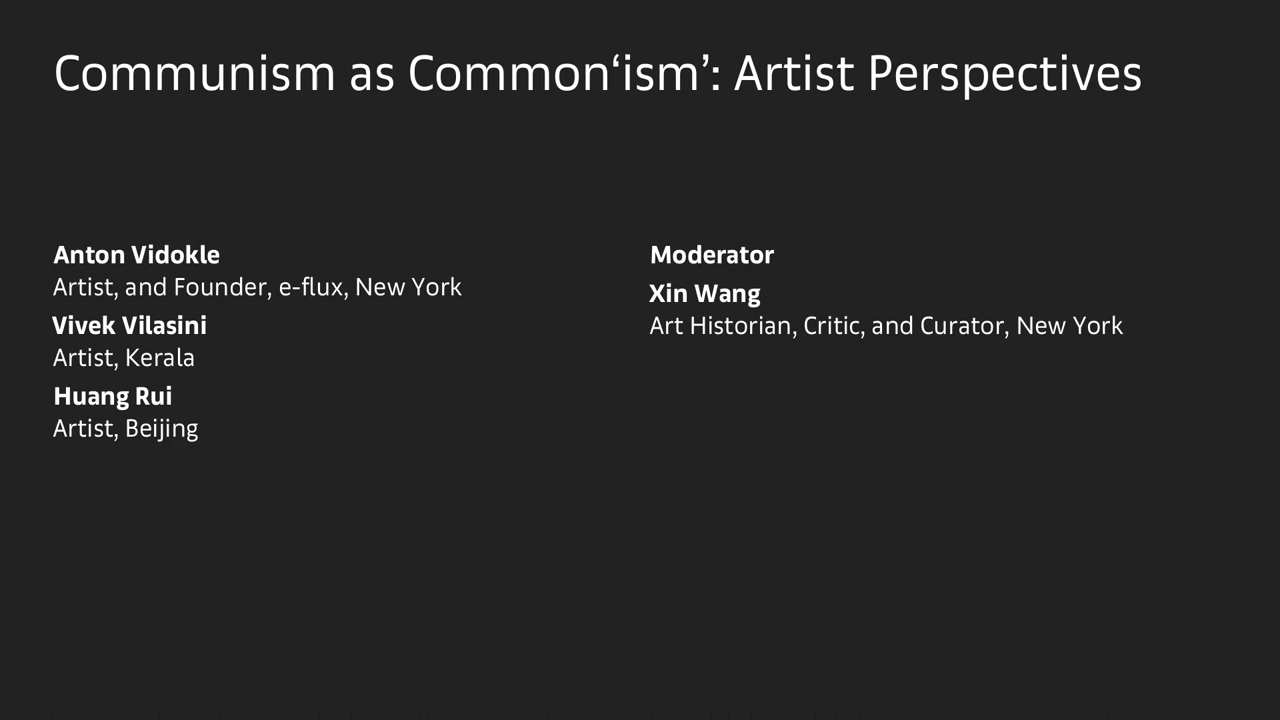 Communism as Common‘ism’: Artist Perspectives
Anton Vidokle
Artist, and Founder, e-flux, New York
Vivek Vilasini
Artist, Kerala
Huang Rui
Artist, Beijing
Moderator
Xin Wang
Art Historian, Critic, and Curator, New York